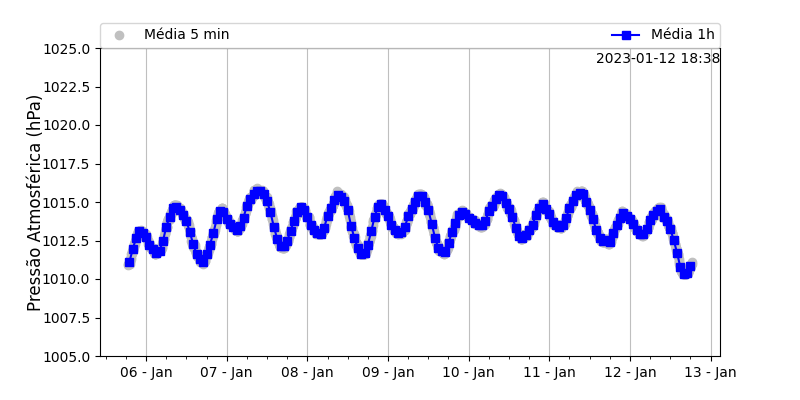 Média 5 min
Média 1h
2023-01-12 18:38
Pressão Atmosférica (hPa)
1025.0
1022.5
1020.0
1017.5
1015.0
1012.5
1010.0
1007.5
1005.0
06 - Jan
07 - Jan
08 - Jan
09 - Jan
10 - Jan
11 - Jan
12 - Jan
13 - Jan